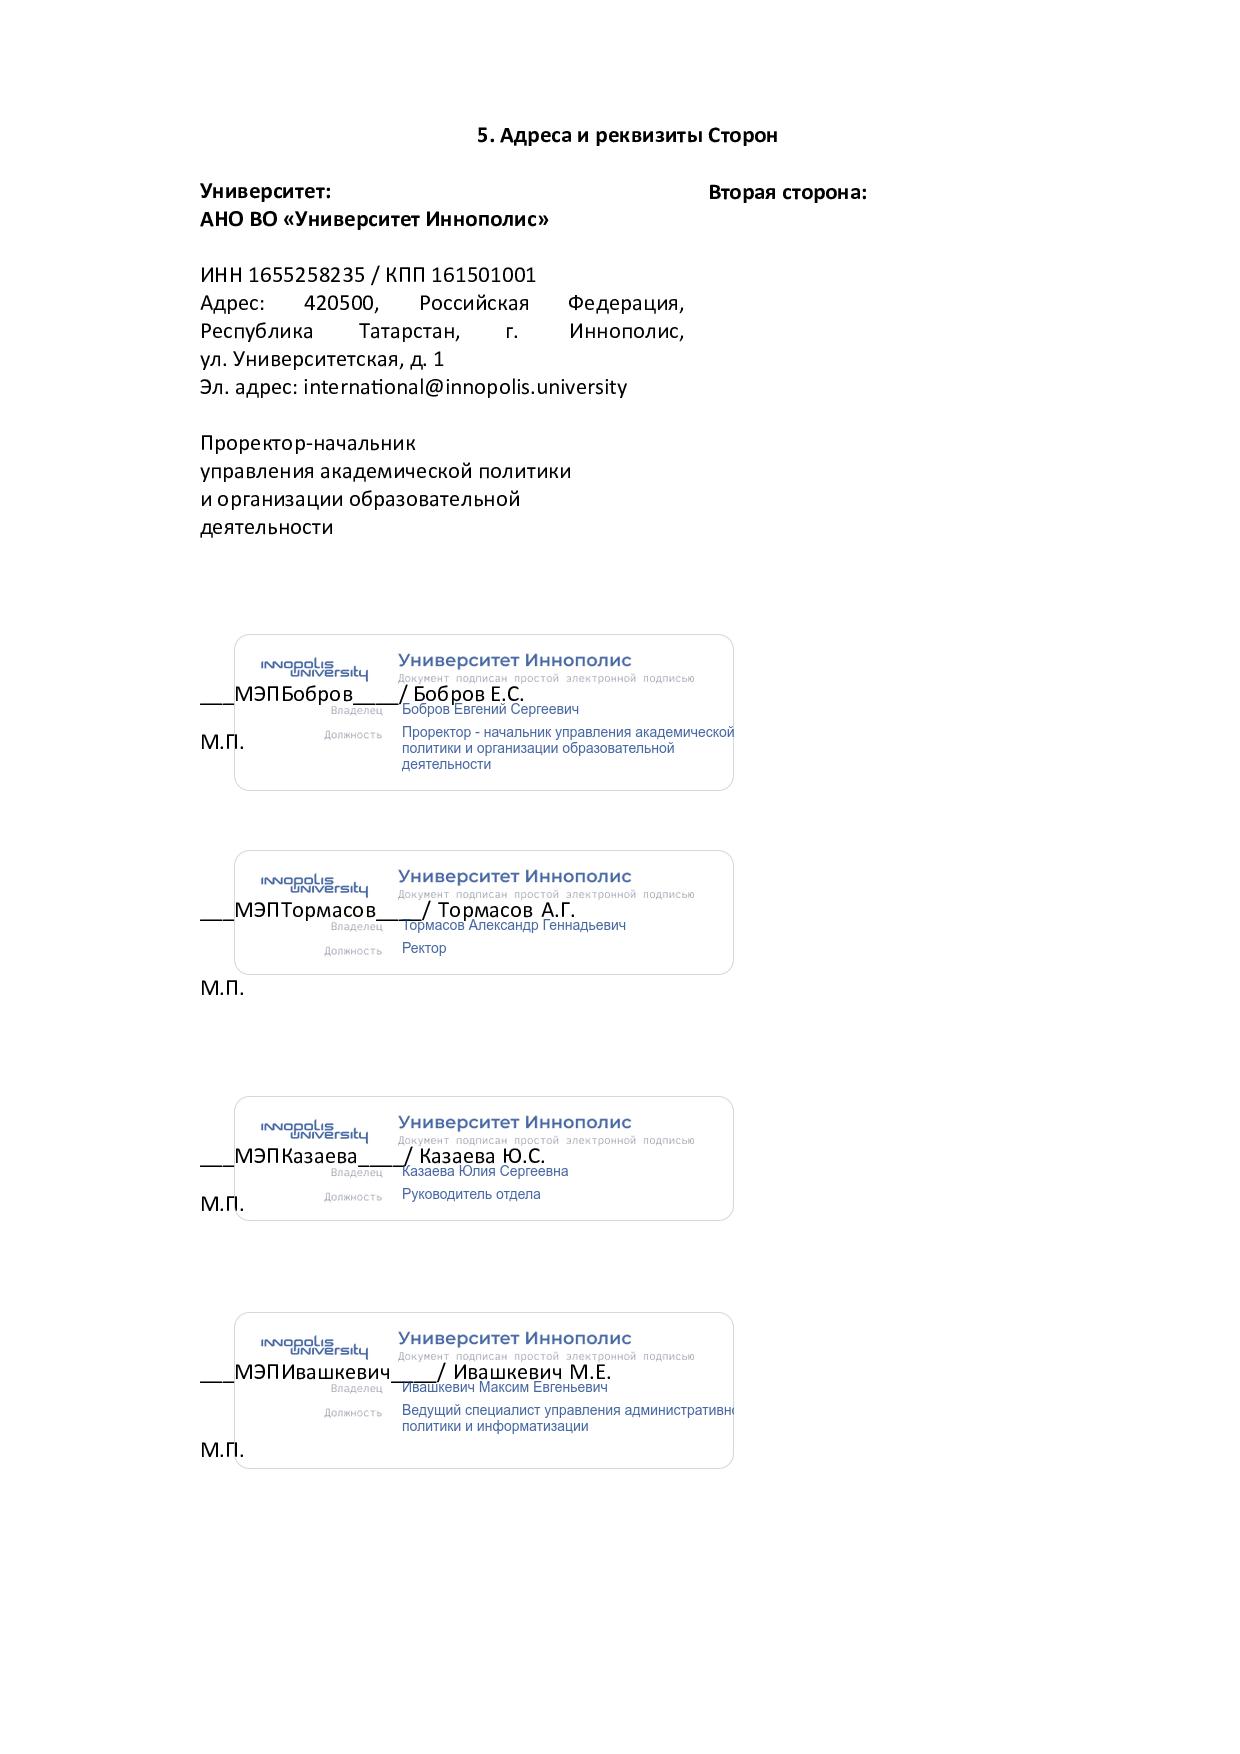 5. Адреса и реквизиты Сторон
Университет:
АНО ВО «Университет Иннополис»
ИНН 1655258235 / КПП 161501001
Адрес: 420500, Российская Федерация,
Республика Татарстан, г. Иннополис,
ул. Университетская, д. 1
Эл. адрес: international@innopolis.university
Проректор-начальник
управления академической политики
и организации образовательной
деятельности
Вторая сторона:
INNOPOLIS
UNIVERSITY
Университет Иннополис
Документ подписан простой электронной подписью
___МЭПБобров____/ Бобров Е.С.
Владелец Бобров Евгений Сергеевич
Должность Проректор - начальник управления академической
политики и организации образовательной
деятельности
М.П.
INNOPOLIS
UNIVERSITY
Университет Иннополис
Документ подписан простой электронной подписью
___МЭПТормасов____/ Тормасов А.Г.
Владелец Тормасов Александр Геннадьевич
Должность Ректор
М.П.
INNOPOLIS
UNIVERSITY
Университет Иннополис
Документ подписан простой электронной подписью
___МЭПКазаева____/ Казаева Ю.С.
Владелец Казаева Юлия Сергеевна
Должность Руководитель отдела
М.П.
INNOPOLIS
UNIVERSITY
Университет Иннополис
Документ подписан простой электронной подписью
___МЭПИвашкевич____/ Ивашкевич М.Е.
Владелец Ивашкевич Максим Евгеньевич
Должность Ведущий специалист управления административно
политики и информатизации
М.П.